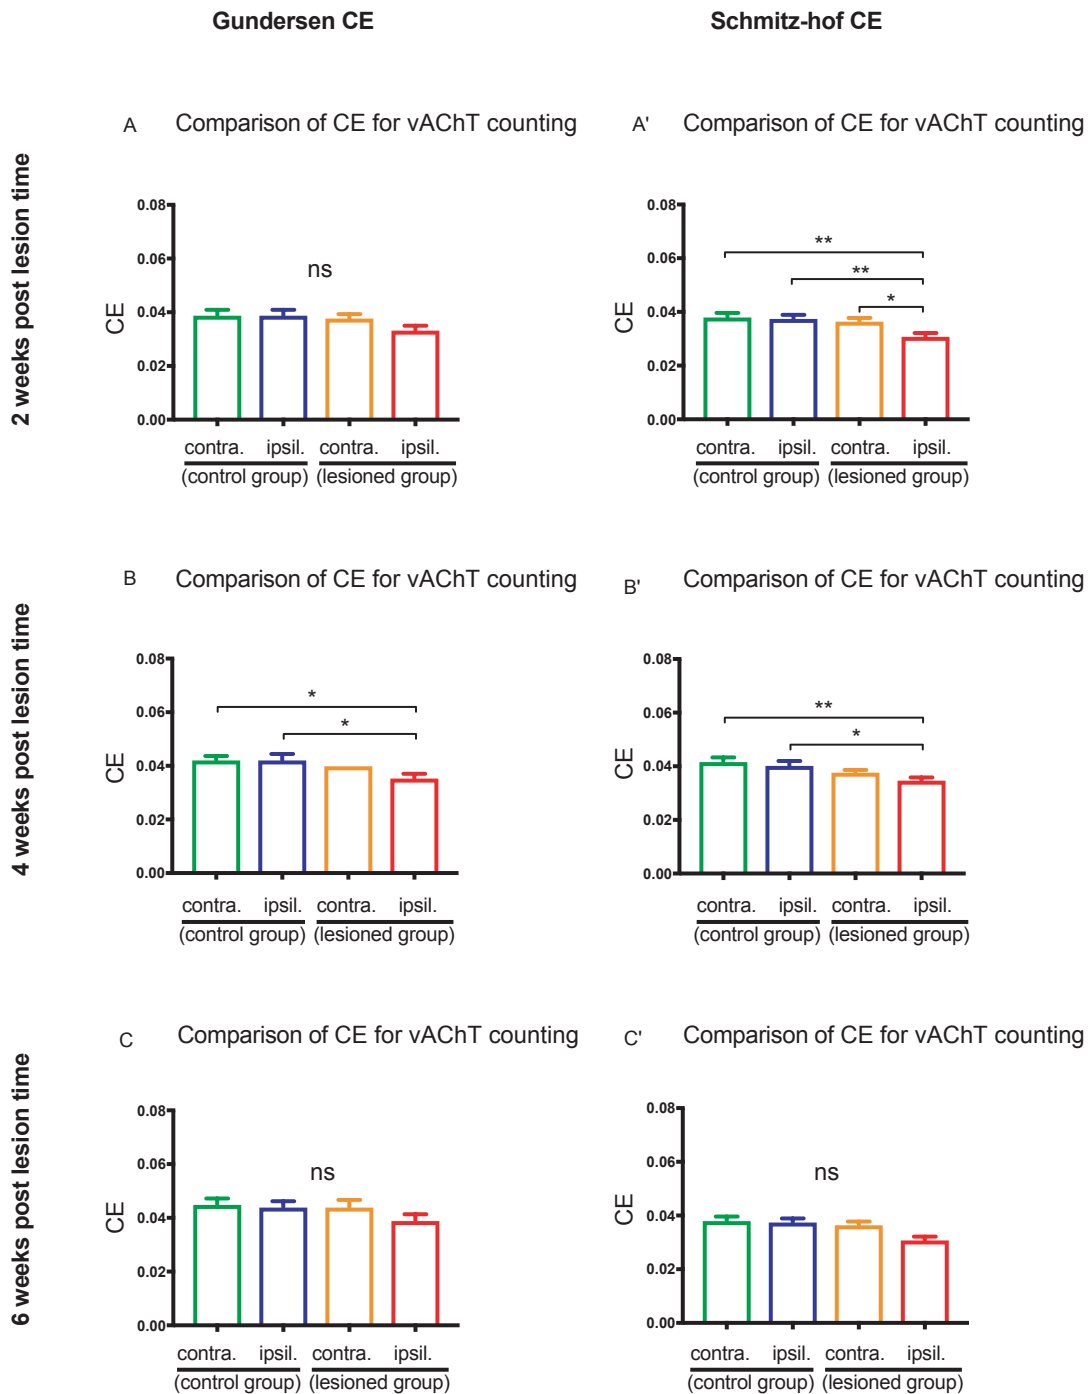 Gundersen CE
Schmitz-hof CE
2 weeks post lesion time
A Comparison of CE for vAChT counting
CE
0.08
0.06
0.04
0.02
0.00
ns
contra. ipsil. contra. ipsil.
(control group) (lesioned group)
A' Comparison of CE for vAChT counting
CE
0.08
0.06
0.04
0.02
0.00
**
**
*
contra. ipsil. contra. ipsil.
(control group) (lesioned group)
4 weeks post lesion time
B Comparison of CE for vAChT counting
CE
0.08
0.06
0.04
0.02
0.00
*
*
contra. ipsil. contra. ipsil.
(control group) (lesioned group)
B' Comparison of CE for vAChT counting
CE
0.08
0.06
0.04
0.02
0.00
**
*
contra. ipsil. contra. ipsil.
(control group) (lesioned group)
6 weeks post lesion time
C Comparison of CE for vAChT counting
CE
0.08
0.06
0.04
0.02
0.00
ns
contra. ipsil. contra. ipsil.
(control group) (lesioned group)
C' Comparison of CE for vAChT counting
CE
0.08
0.06
0.04
0.02
0.00
ns
contra. ipsil. contra. ipsil.
(control group) (lesioned group)